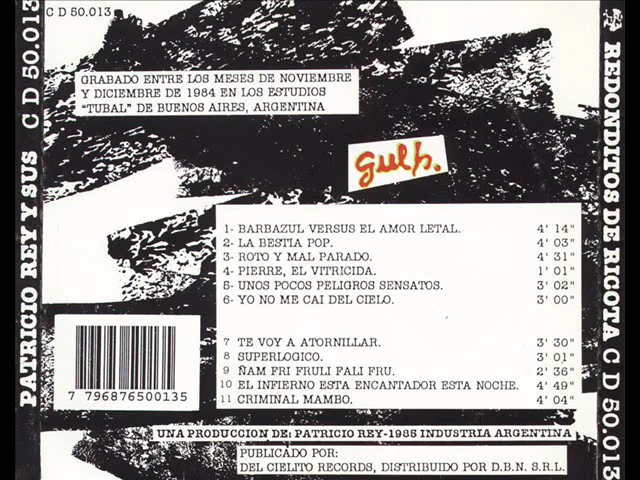 CD 50.013
GRABADO ENTRE LOS MESES DE NOVIEMBRE
Y DICIEMBRE DE 1984 EN LOS ESTUDIOS
"TUBAL" DE BUENOS AIRES, ARGENTINA
gulp.
1- BARBAZUL VERSUS EL AMOR LETAL. 4' 14"
2- LA BESTIA POP. 4' 03"
3- ROTO Y MAL PARADO. 4' 31"
4- PIERRE, EL VITRICIDA. 1' 01"
5- UNOS POCOS PELIGROS SENSATOS. 3' 02"
6- YO NO ME CAI DEL CIELO. 3' 00"
7 TE VOY A ATORNILLAR. 3' 30"
8 SUPERLOGICO. 3' 01"
9 ÑAM FRI FRULI FALI FRU. 2' 36"
10 EL INFIERNO ESTA ENCANTADOR ESTA NOCHE. 4' 49"
11 CRIMINAL MAMBO. 4' 04"
7 796876500135
UNA PRODUCCION DE: PATRICIO REY-1985 INDUSTRIA ARGENTINA
PUBLICADO POR:
DEL CIELITO RECORDS, DISTRIBUIDO POR D.B.N. S.R.L.
PATRICIO REY Y SUS CD 50.013
REDONDITOS DE RICOTA CD 50.013